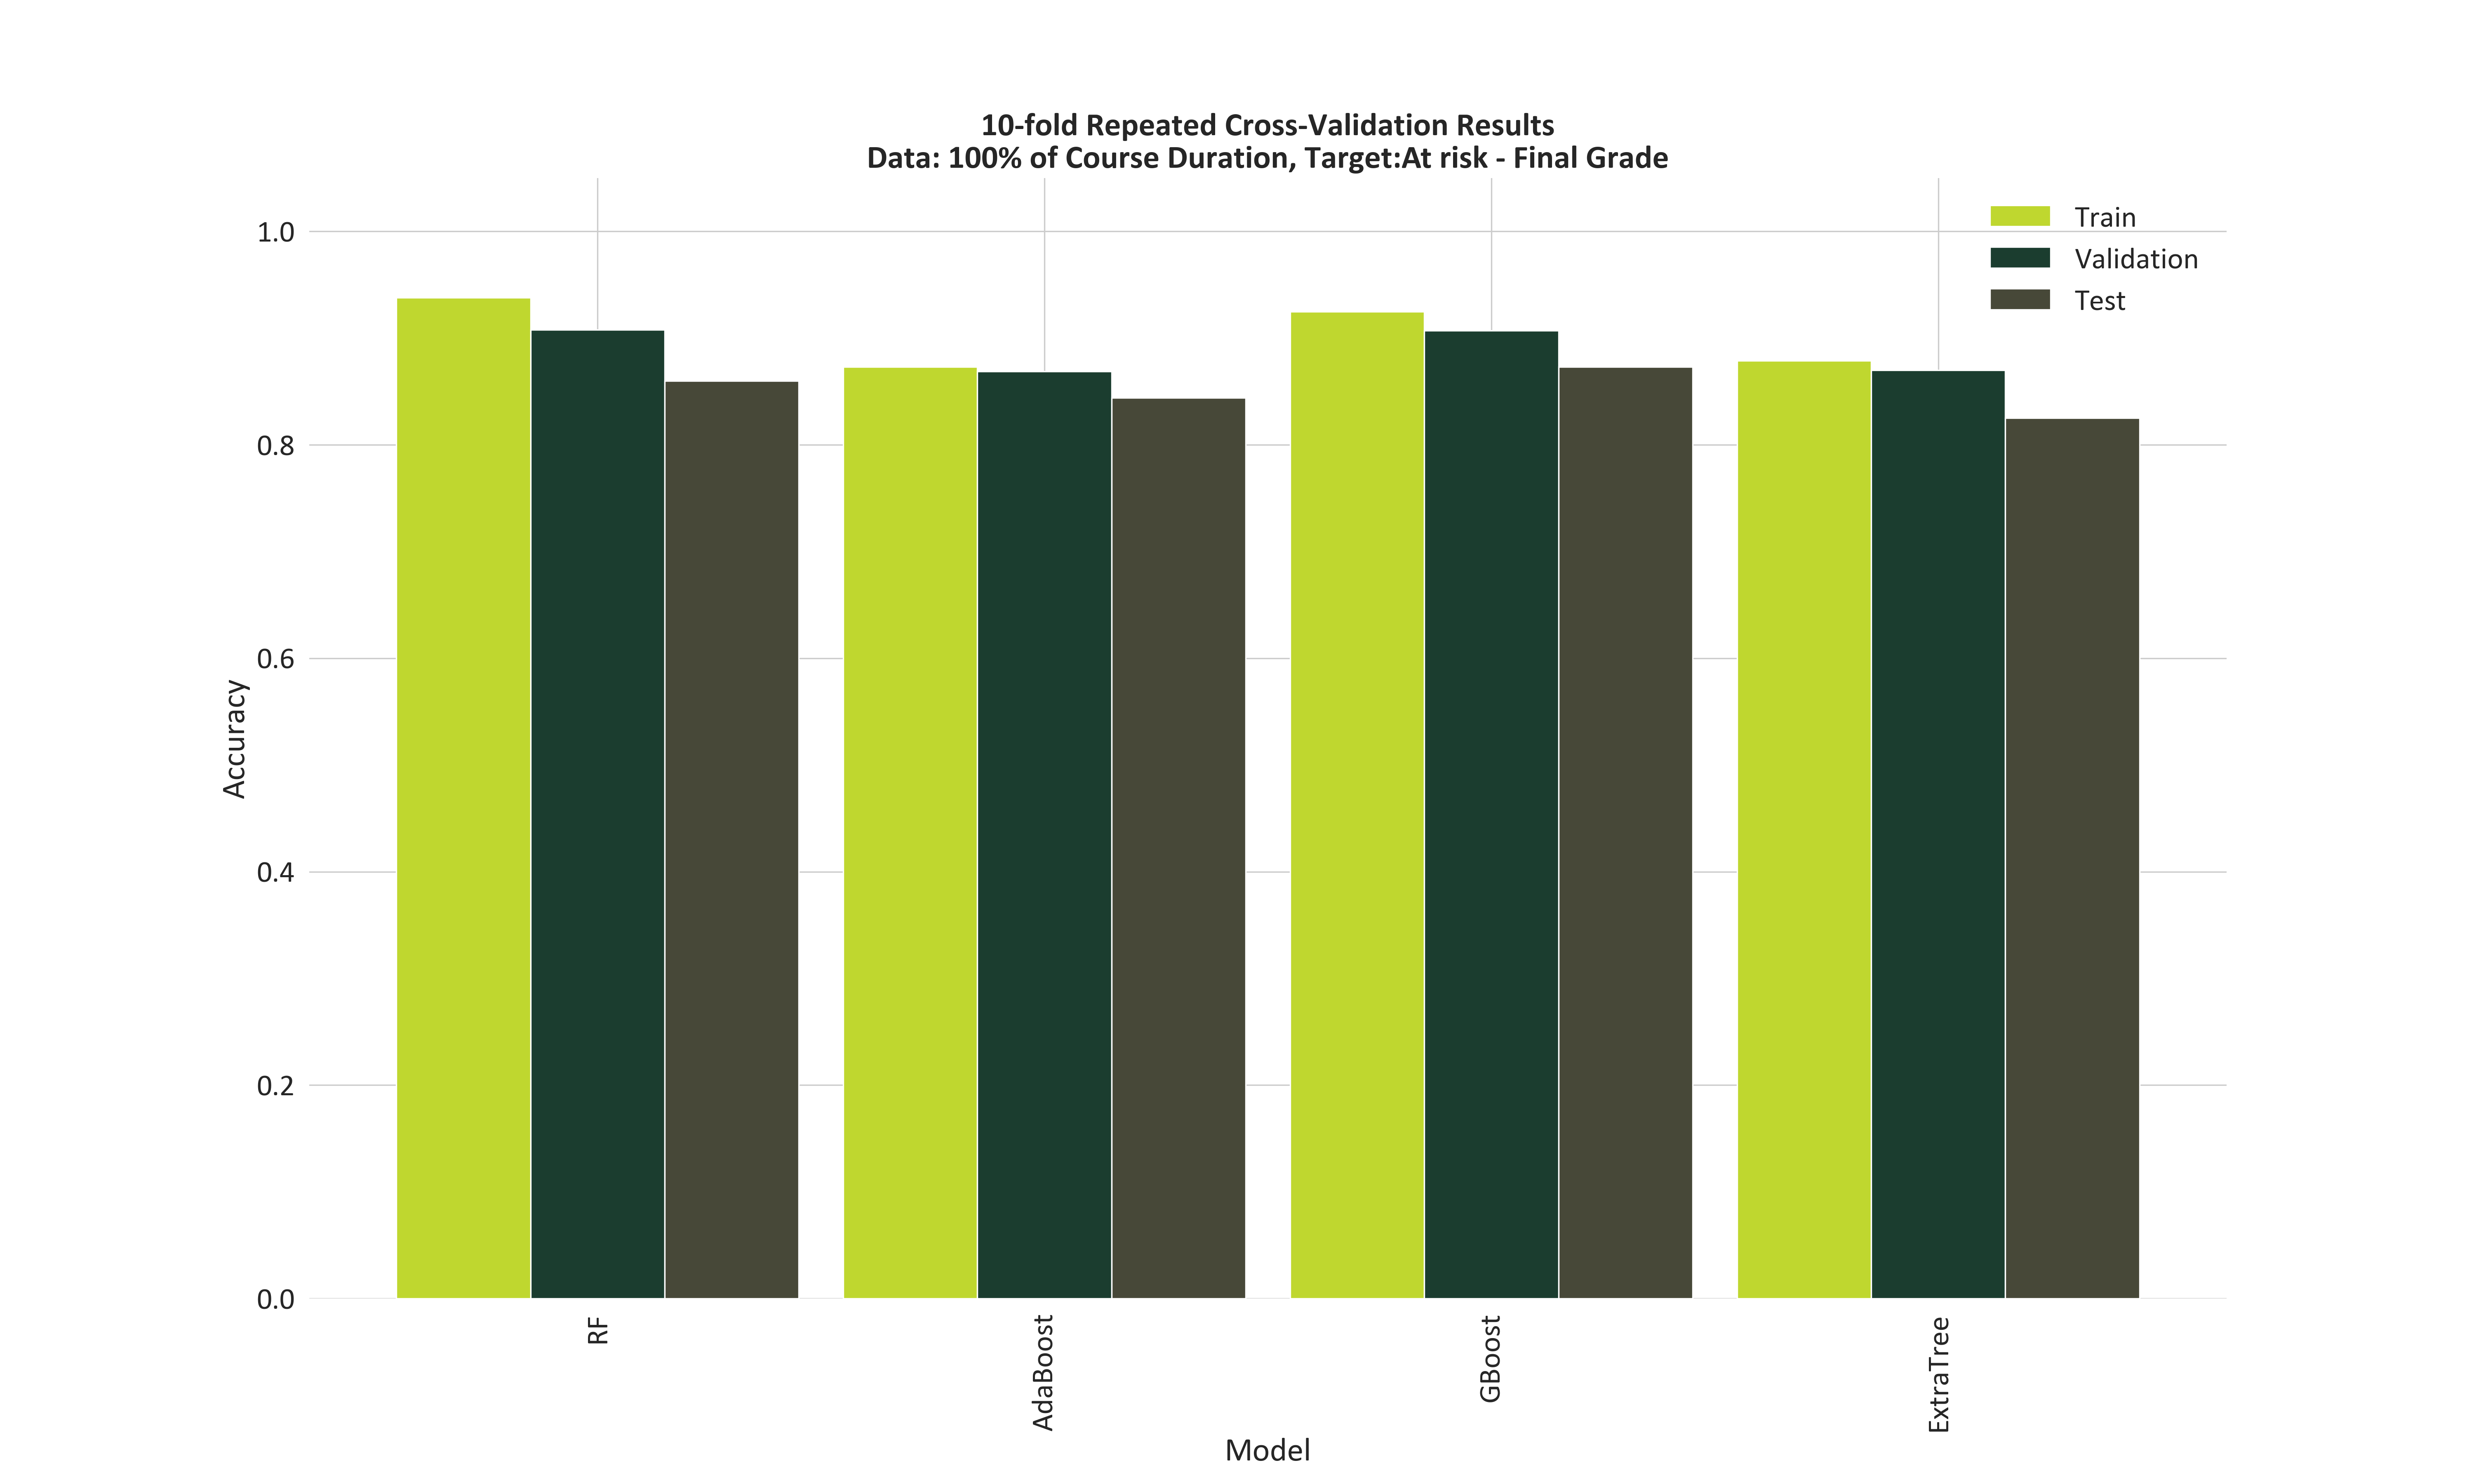 10-fold Repeated Cross-Validation Results
Data: 100% of Course Duration, Target:At risk - Final Grade
Train
Validation
Test
1.0
0.8
0.6
0.4
0.2
0.0
Accuracy
RF
AdaBoost
GBoost
ExtraTree
Model